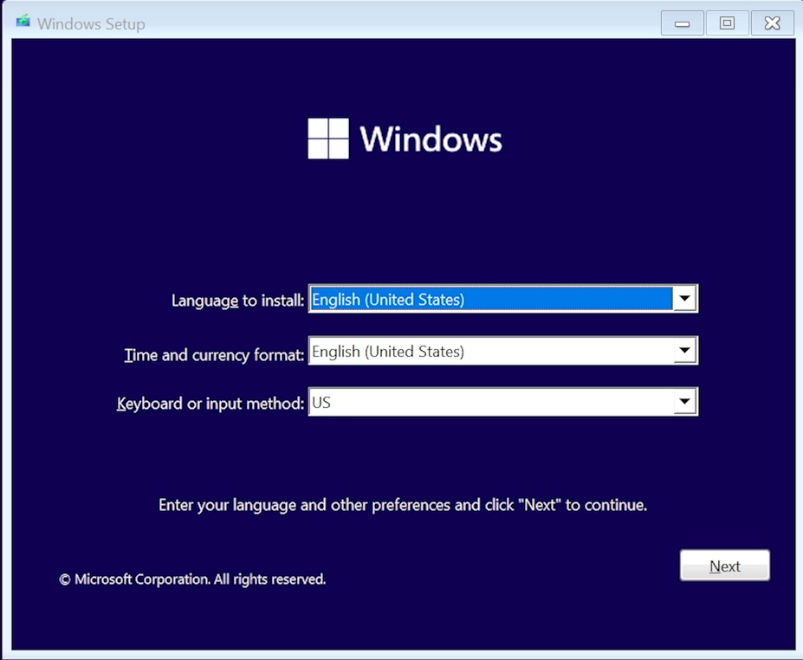 Windows Setup
Windows
Language to install: English (United States)
Time and currency format: English (United States)
Keyboard or input method: US
Enter your language and other preferences and click "Next" to continue.
Next
© Microsoft Corporation. All rights reserved.